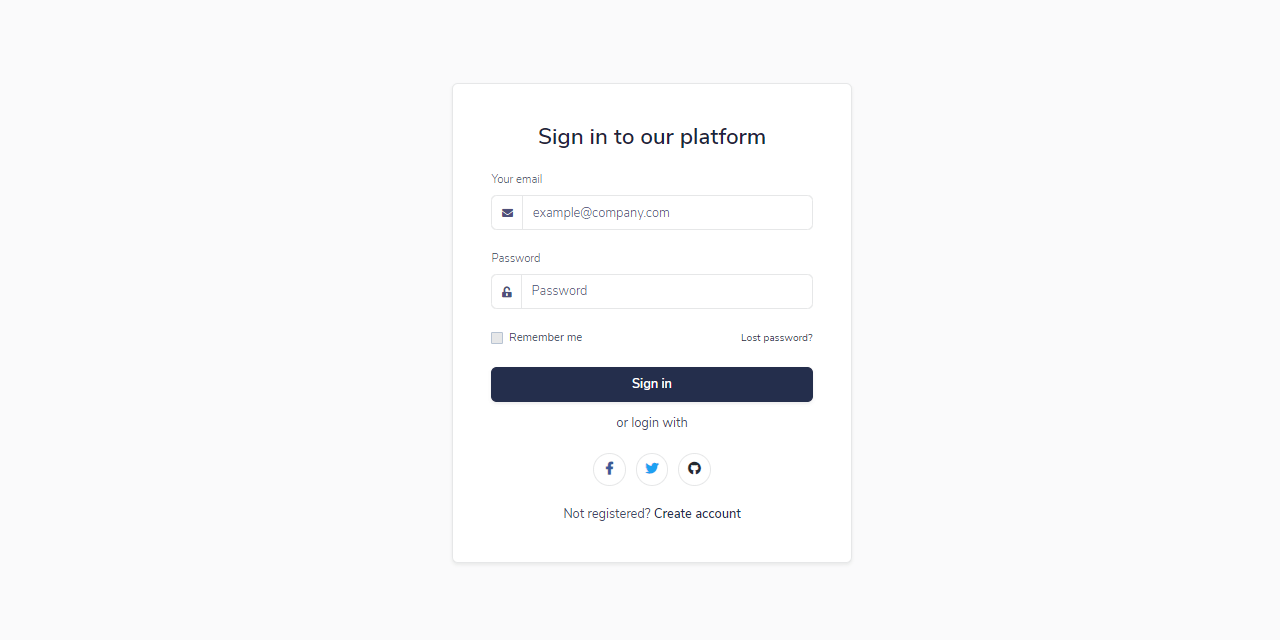 Sign in to our platform
Your email
example@company.com
Password
Password
Remember me
Lost password?
Sign in
or login with
Not registered? Create account